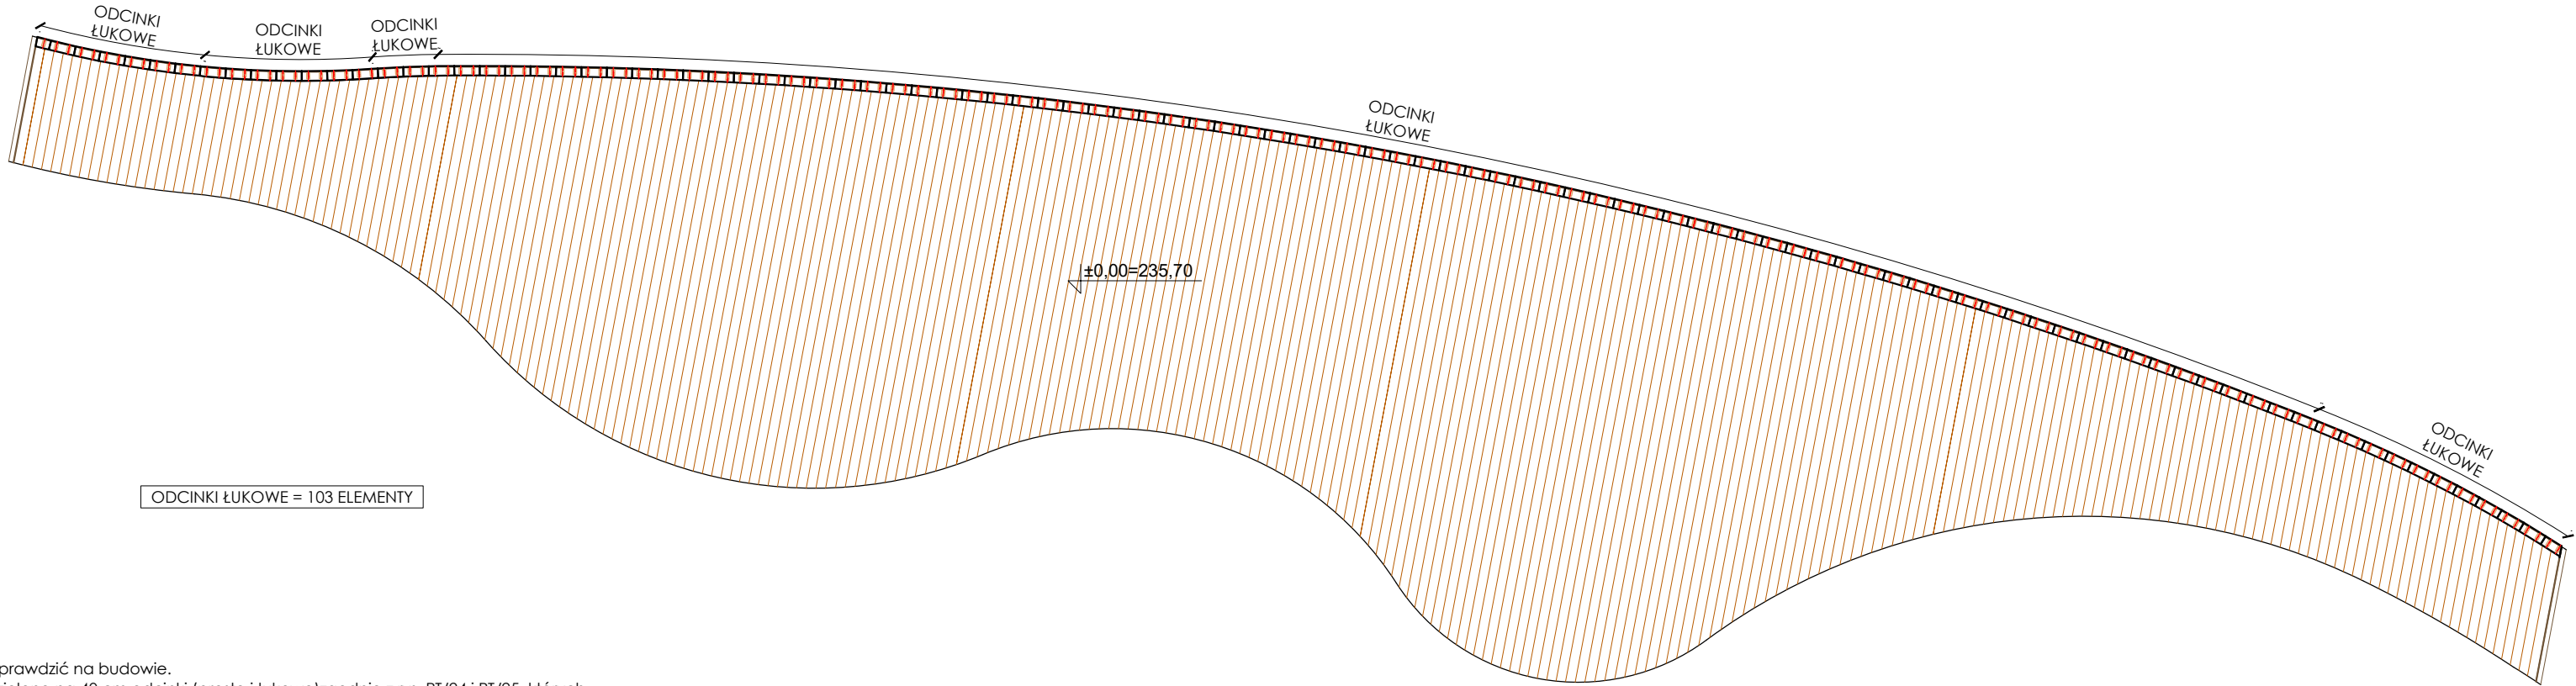 ODCINKI
ŁUKOWE
ODCINKI
ŁUKOWE
ODCINKI
ŁUKOWE
ODCINKI
ŁUKOWE
±0,00=235,70
ODCINKI
ŁUKOWE
ODCINKI ŁUKOWE = 103 ELEMENTY
prawdzić na budowie.